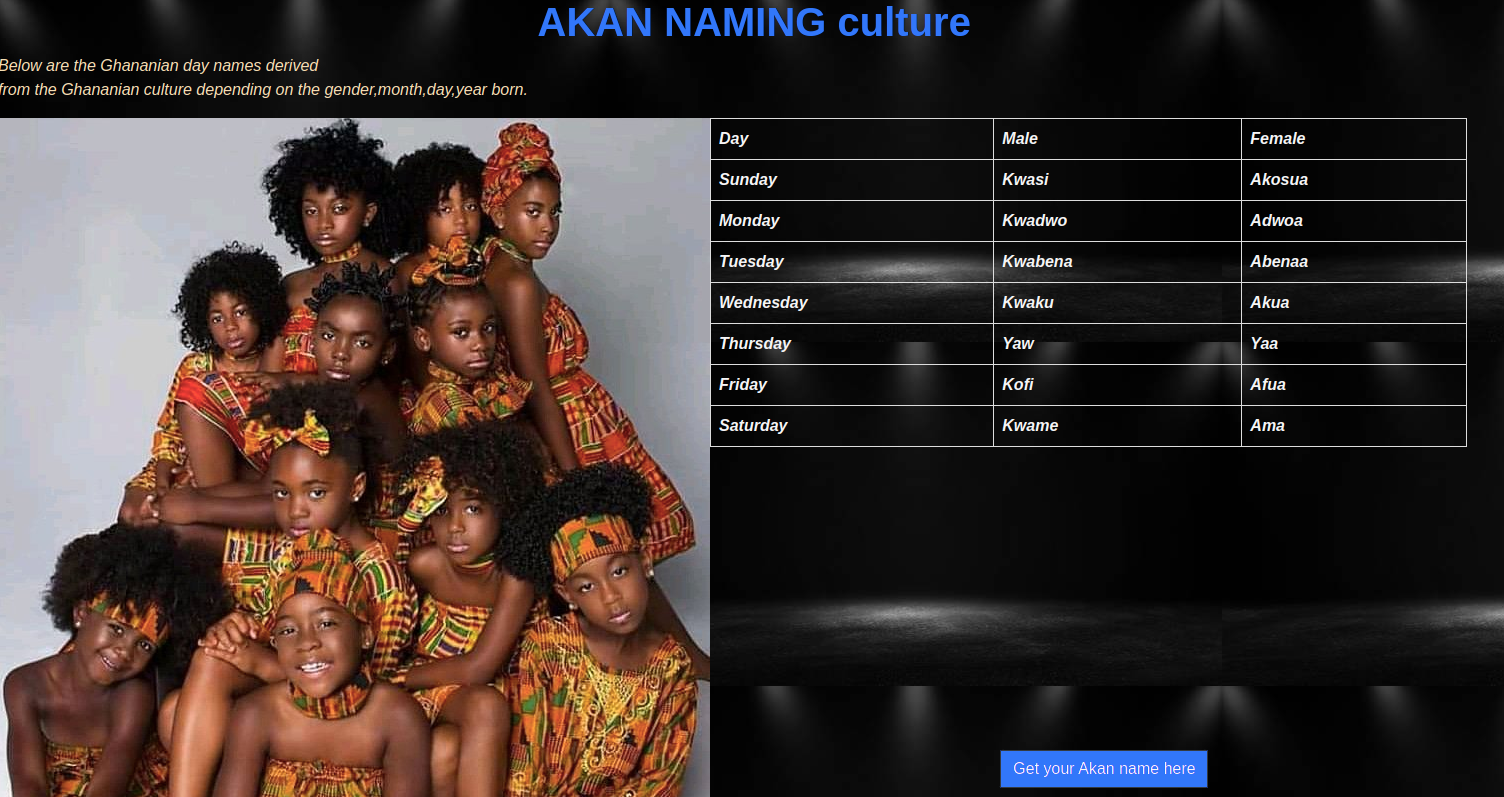 AKAN NAMING culture
Below are the Ghananian day names derived
from the Ghananian culture depending on the gender,month,day,year born.
Day Male Female
Sunday Kwasi Akosua
Monday Kwadwo Adwoa
Tuesday Kwabena Abenaa
Wednesday Kwaku Akua
Thursday Yaw Yaa
Friday Kofi Afua
Saturday Kwame Ama
Get your Akan name here